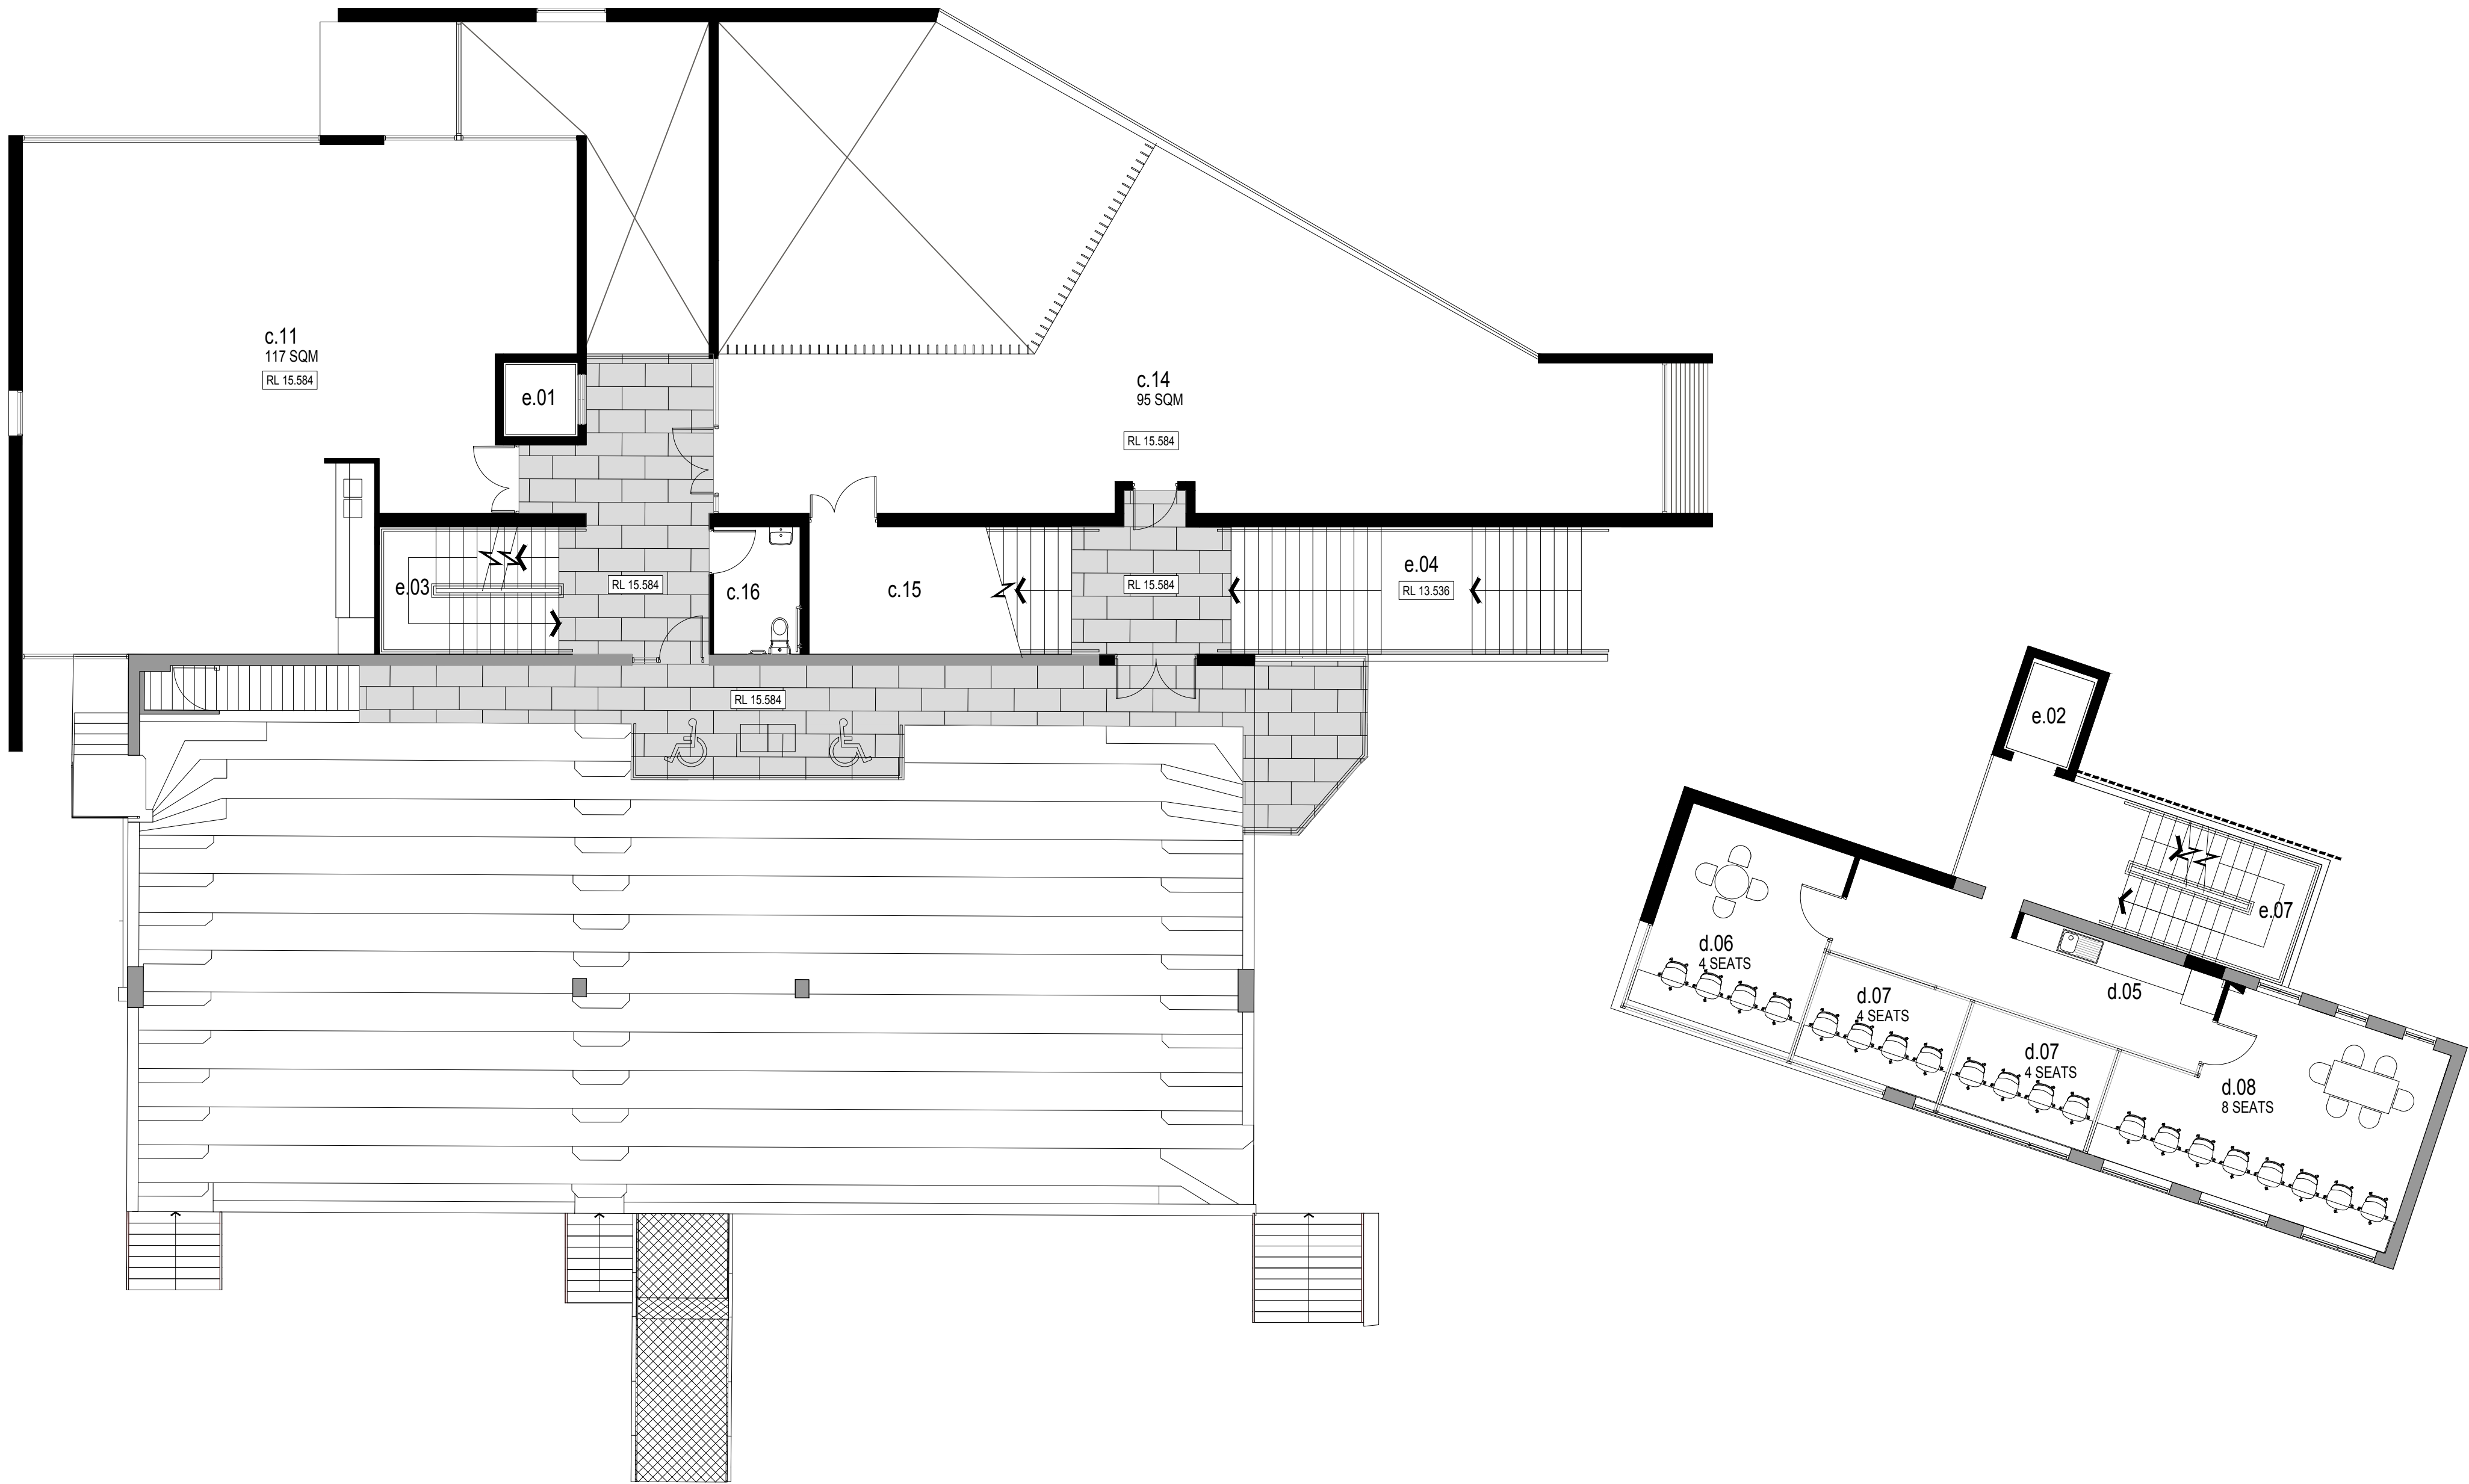 c.11
117 SQM
RL 15.584
e.01
c.14
95 SQM
RL 15.584
e.03
RL 15.584
c.16
c.15
RL 15.584
e.04
RL 13.536
RL 15.584
e.02
e.07
d.06
4 SEATS
d.07
4 SEATS
d.05
d.07
4 SEATS
d.08
8 SEATS